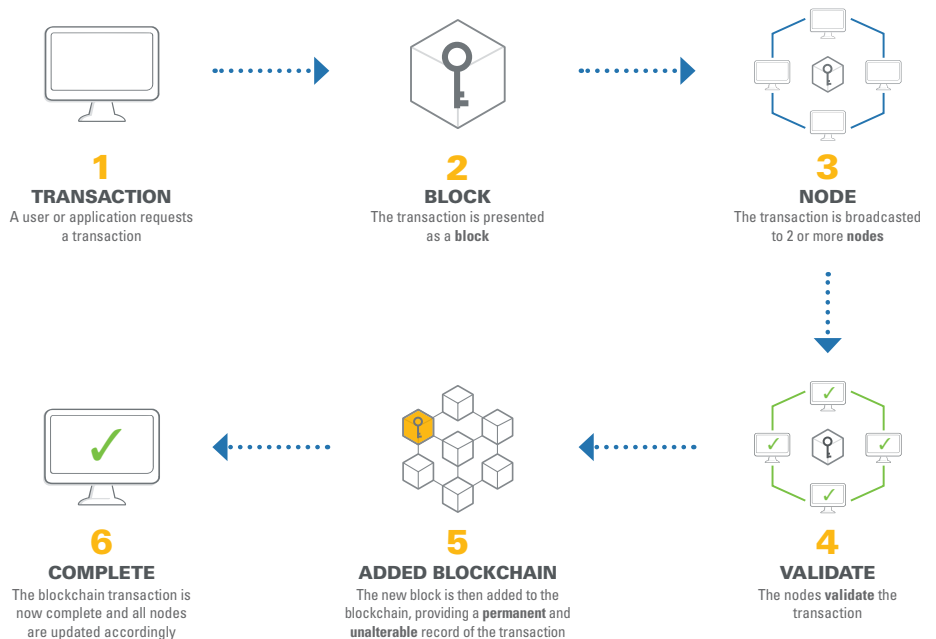 1
TRANSACTION
A user or application requests
a transaction
2
BLOCK
The transaction is presented
as a block
3
NODE
The transaction is broadcasted
to 2 or more nodes
4
VALIDATE
The nodes validate the
transaction
5
ADDED BLOCKCHAIN
The new block is then added to the
blockchain, providing a permanent and
unalterable record of the transaction
6
COMPLETE
The blockchain transaction is
now complete and all nodes
are updated accordingly